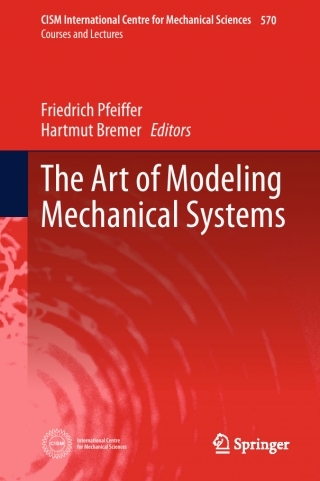 CISM International Centre for Mechanical Sciences 570
Courses and Lectures
Friedrich Pfeiffer
Hartmut Bremer Editors
The Art of Modeling
Mechanical Systems
CISM
International Centre
for Mechanical Sciences
Springer